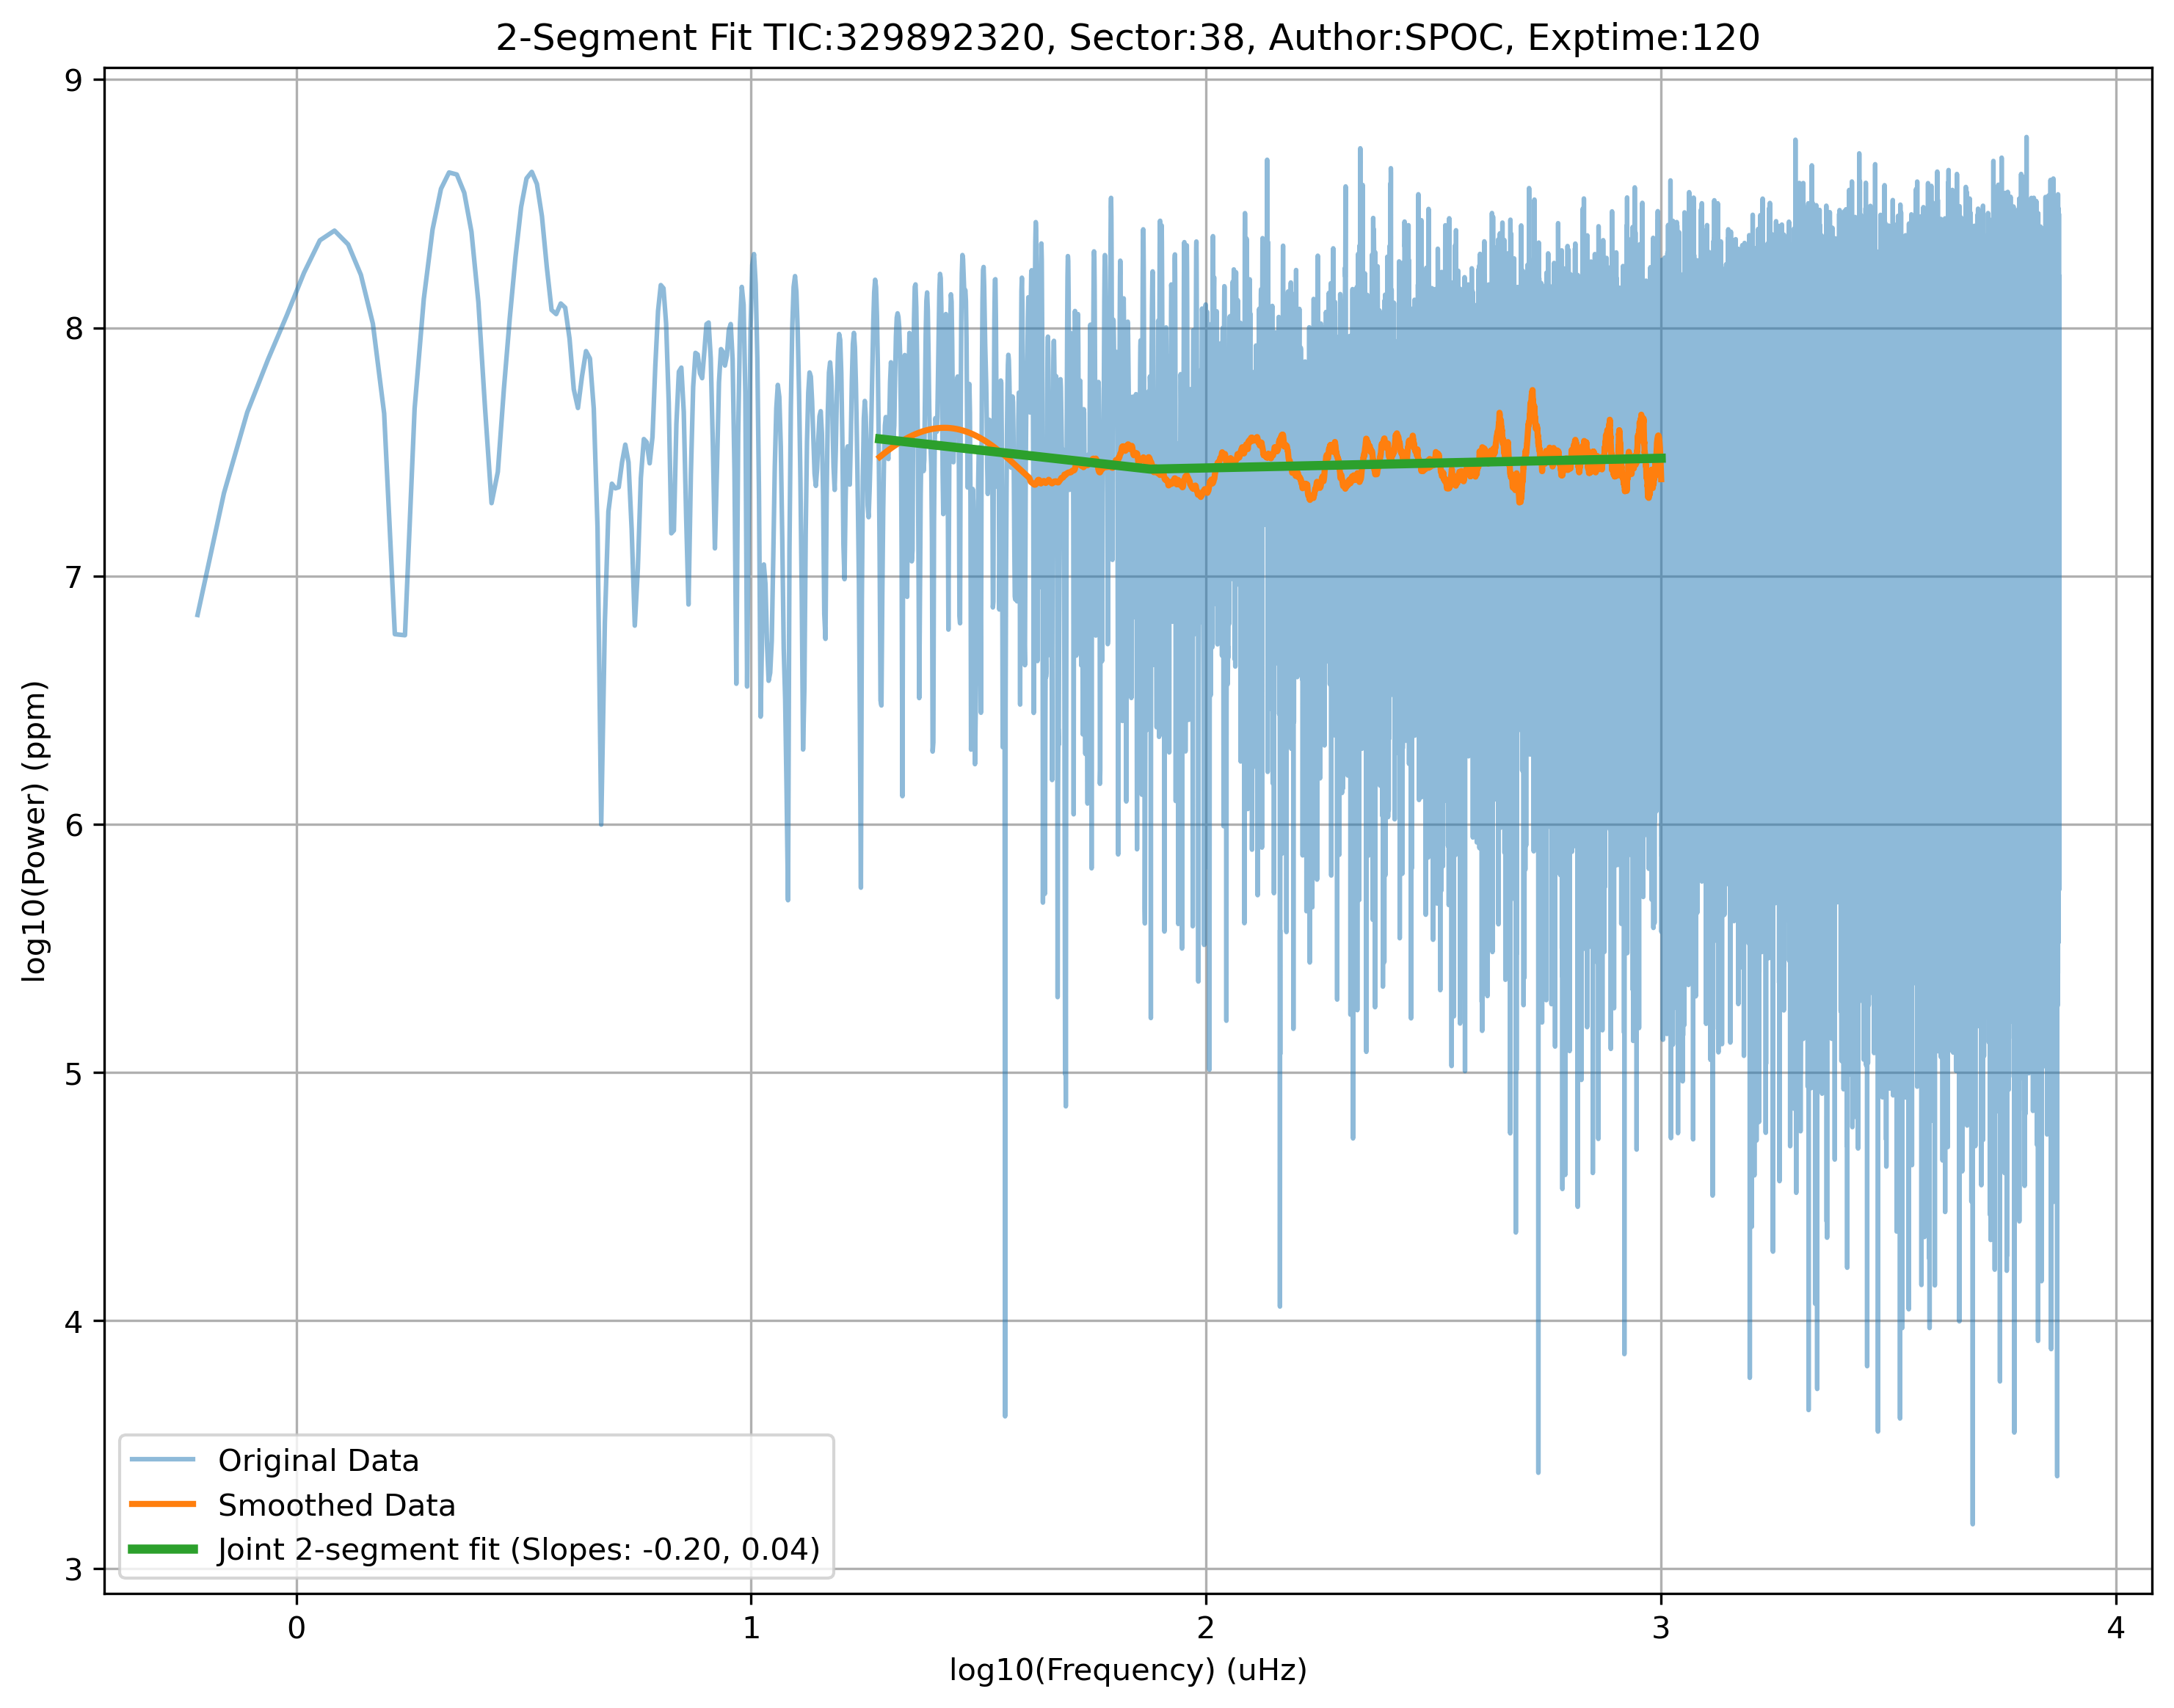 2-Segment Fit TIC:329892320, Sector:38, Author:SPOC, Exptime:120
9
8
7
6
5
4
3
log10(Power) (ppm)
Original Data
Smoothed Data
Joint 2-segment fit (Slopes: -0.20, 0.04)
0 1 2 3 4
log10(Frequency) (uHz)